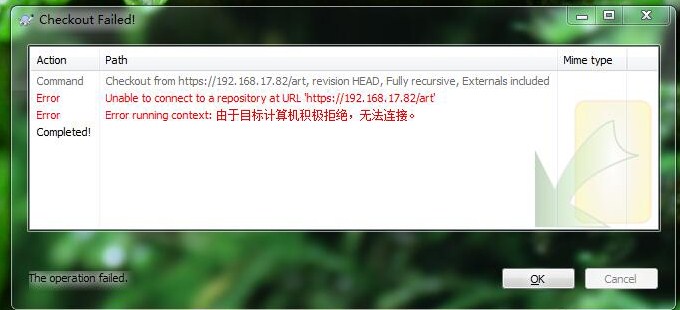 Checkout Failed!
Action Path Mime type
Command Checkout from https://192.168.17.82/art, revision HEAD, Fully recursive, Externals included
Error Unable to connect to a repository at URL 'https://192.168.17.82/art'
Error Error running context: 由于目标计算机积极拒绝，无法连接。
Completed!
The operation failed.
OK Cancel